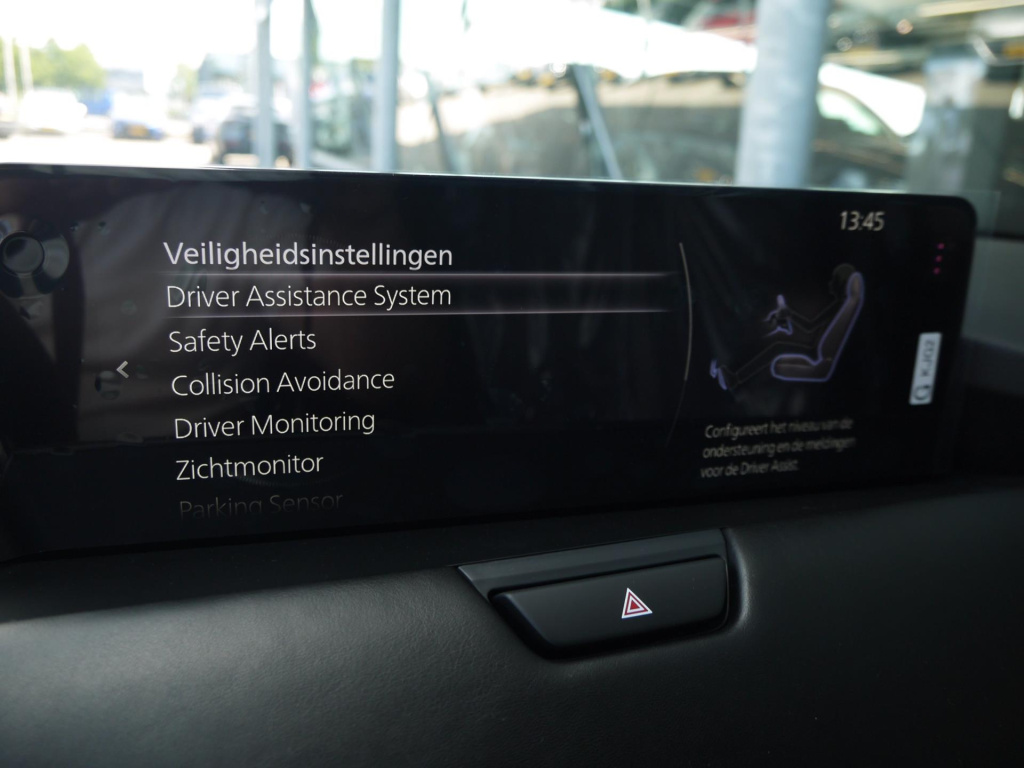 13:45
Veiligheidsinstellingen
Driver Assistance System
Safety Alerts
Collision Avoidance
Driver Monitoring
Zichtmonitor
Parking Sensor
Configureert het niveau van de
ondersteuning en de meldingen
voor de Driver Assist.